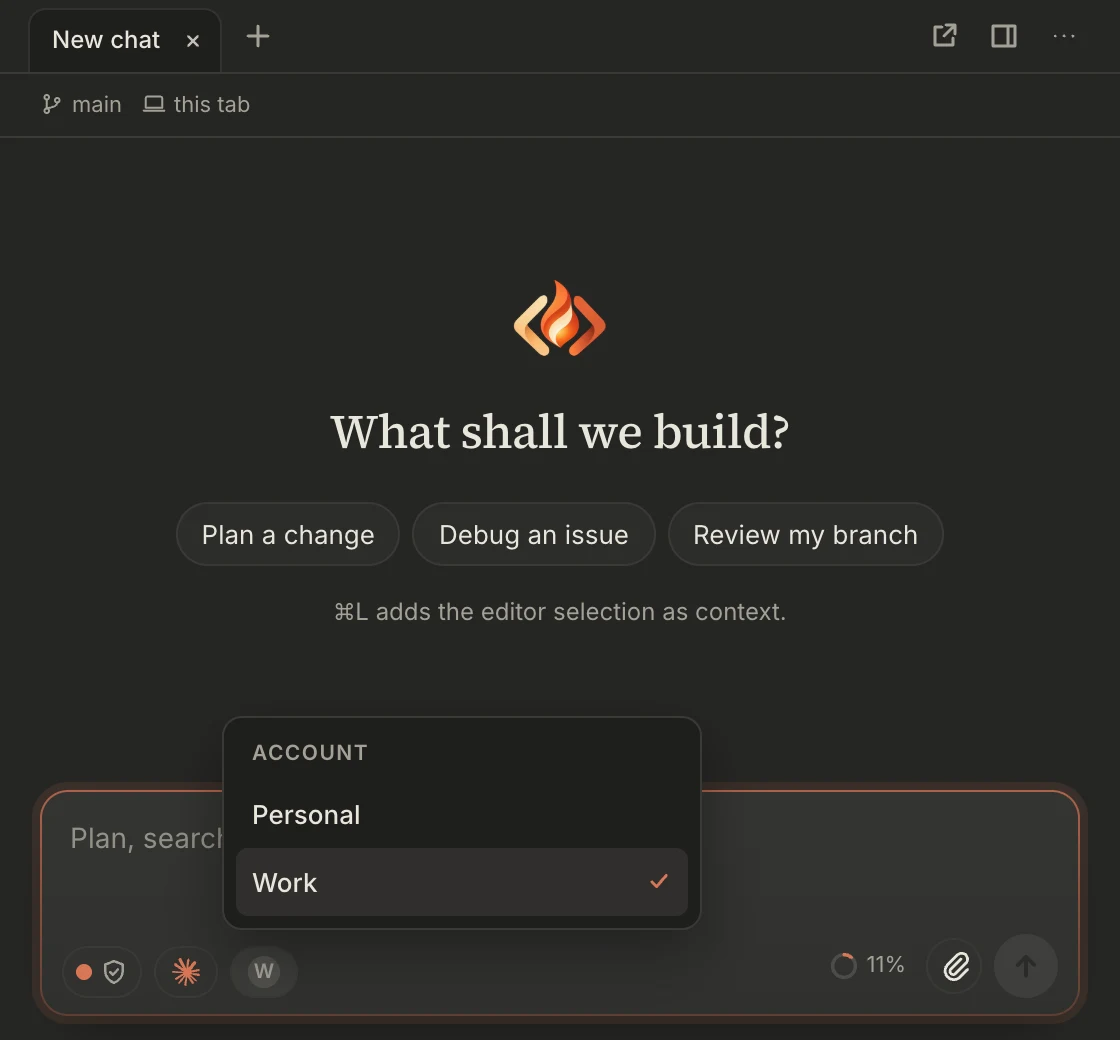 New chat
main this tab
What shall we build?
Plan a change Debug an issue Review my branch
⌘L adds the editor selection as context.
ACCOUNT
Personal
Plan, search
Work
W 11%